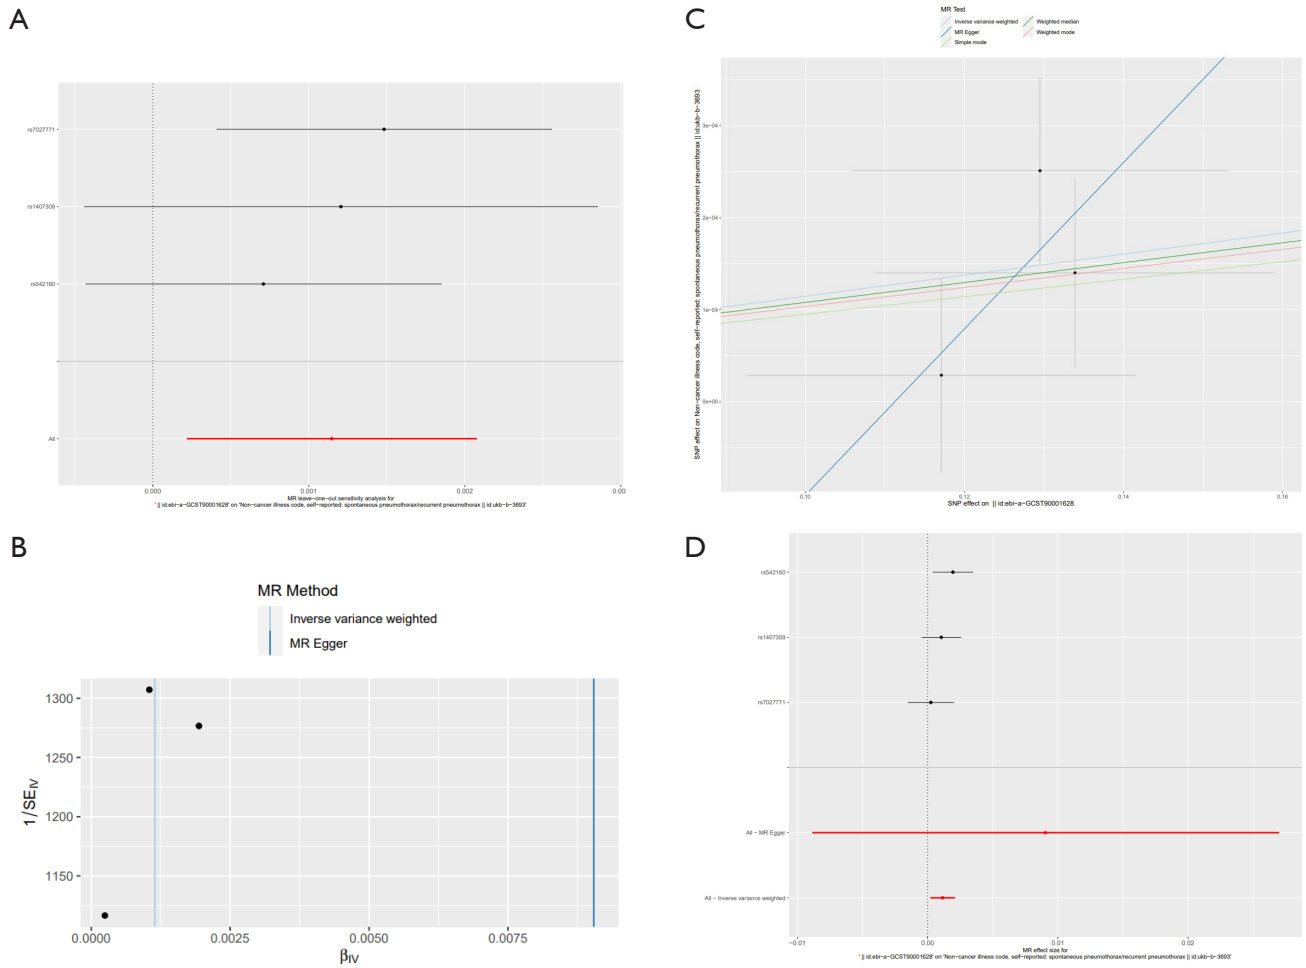 A
rs7027771
rs1407309
rs542160
All
0.000
0.001
0.002
0.00
MR leave−one−out sensitivity analysis for
' || id:ebi−a−GCST90001628' on 'Non−cancer illness code, self−reported: spontaneous pneumothorax/recurrent pneumothorax || id:ukb−b−3693'
B
MR Method
Inverse variance weighted
MR Egger
1/SEIV
1300
1250
1200
1150
0.0000
0.0025
0.0050
0.0075
βIV
C
MR Test
Inverse variance weighted
Weighted median
MR Egger
Weighted mode
Simple mode
SNP effect on Non−cancer illness code, self−reported: spontaneous pneumothorax/recurrent pneumothorax || id:ukb−b−3693
3e−04
2e−04
1e−04
0e+00
0.10
0.12
0.14
0.16
SNP effect on || id:ebi−a−GCST90001628
D
rs542160
rs1407309
rs7027771
All − MR Egger
All − Inverse variance weighted
−0.01
0.00
0.01
0.02
MR effect size for
' || id:ebi−a−GCST90001628' on 'Non−cancer illness code, self−reported: spontaneous pneumothorax/recurrent pneumothorax || id:ukb−b−3693'